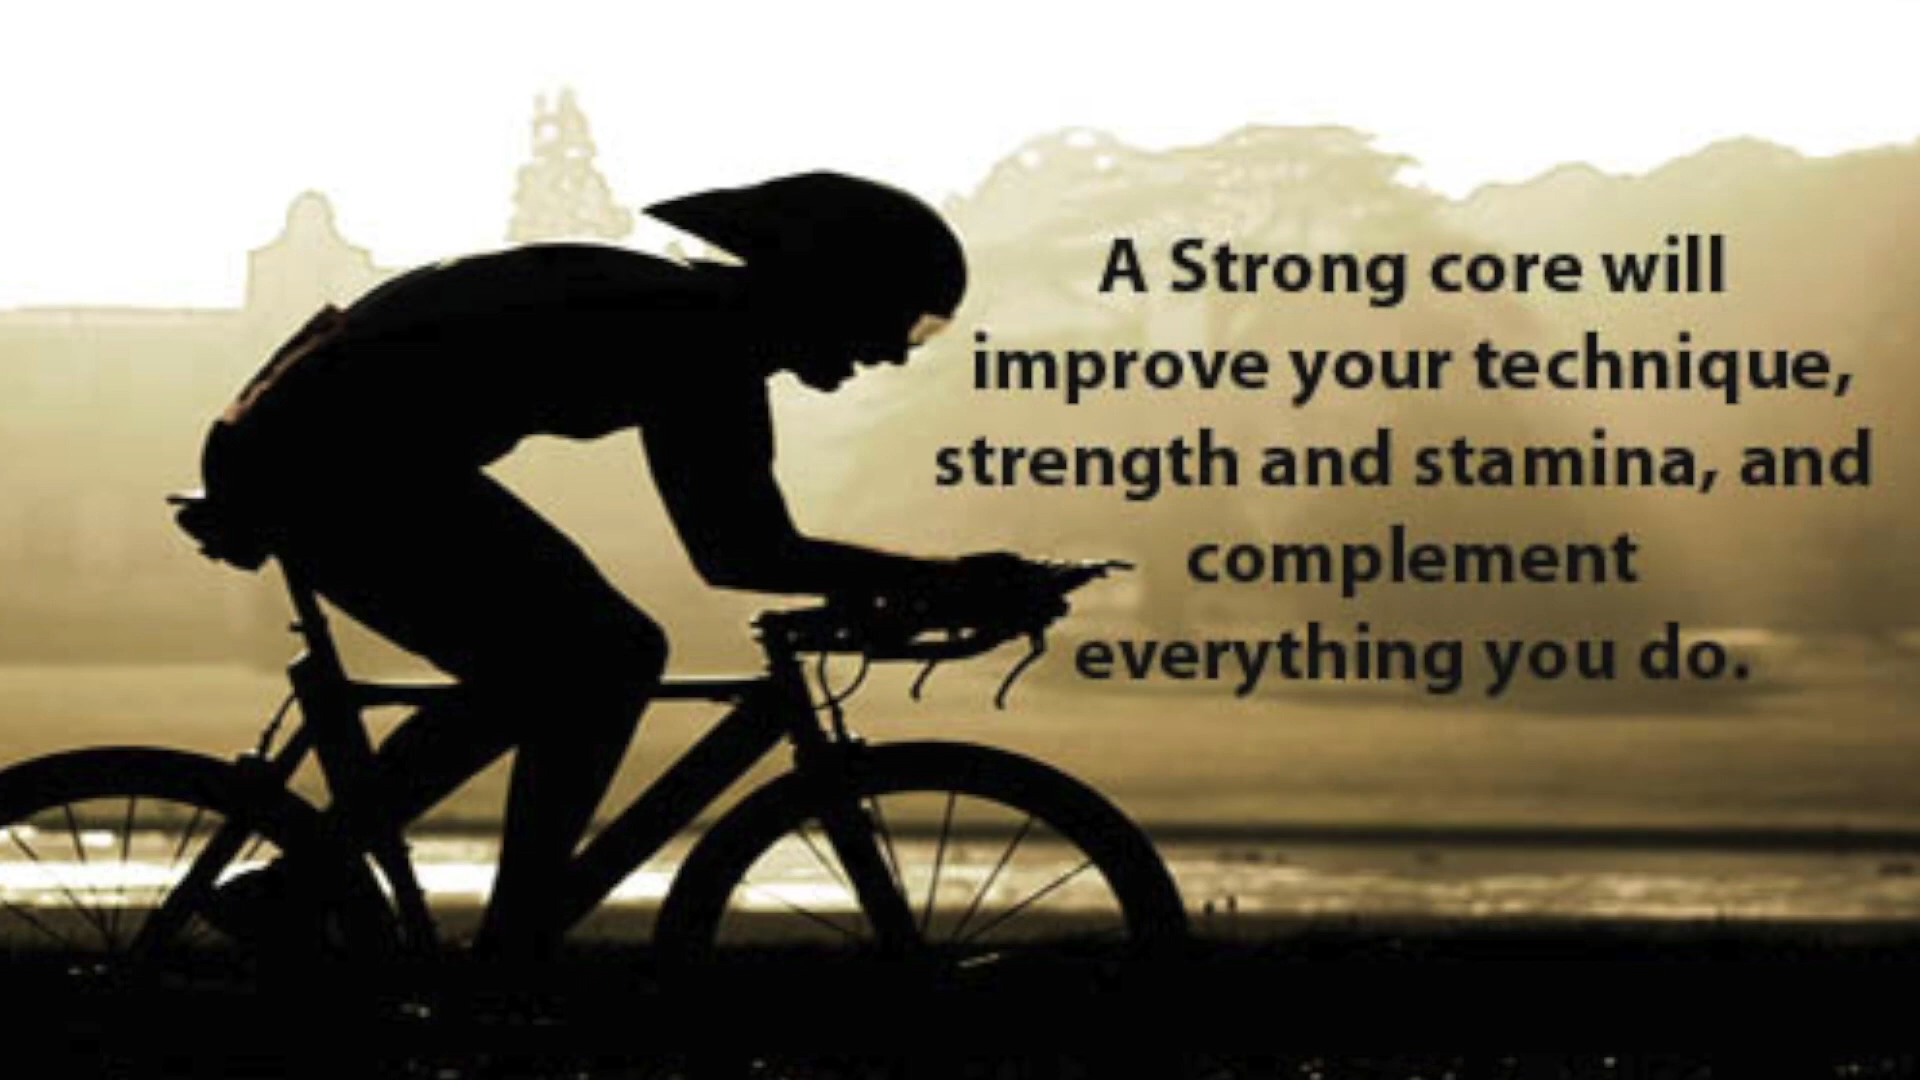 A Strong core will
improve your technique,
strength and stamina, and
complement
everything you do.